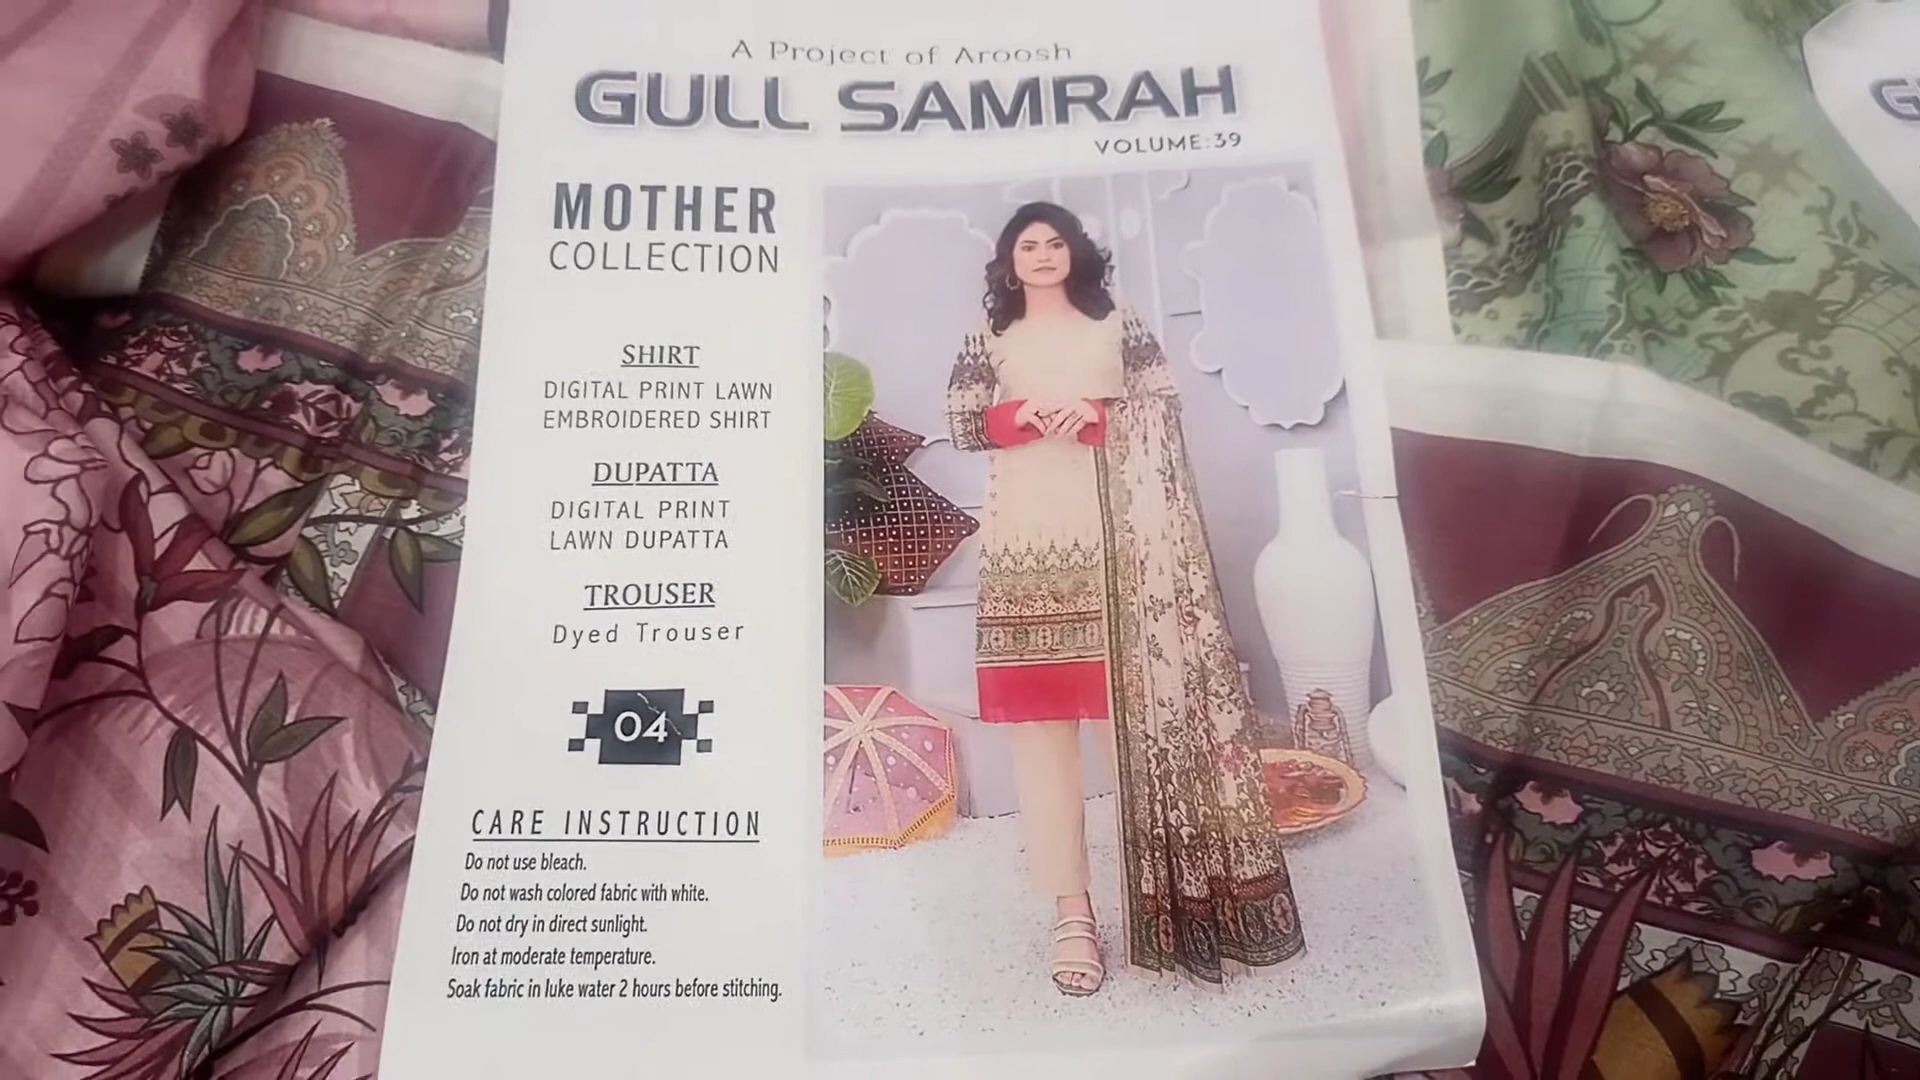 A Project of Aroosh
GULL SAMRAH
VOLUME:39
MOTHER
COLLECTION
SHIRT
DIGITAL PRINT LAWN
EMBROIDERED SHIRT
DUPATTA
DIGITAL PRINT
LAWN DUPATTA
TROUSER
Dyed Trouser
04
CARE INSTRUCTION
Do not use bleach.
Do not wash colored fabric with white.
Do not dry in direct sunlight.
Iron at moderate temperature.
Soak fabric in luke water 2 hours before stitching.